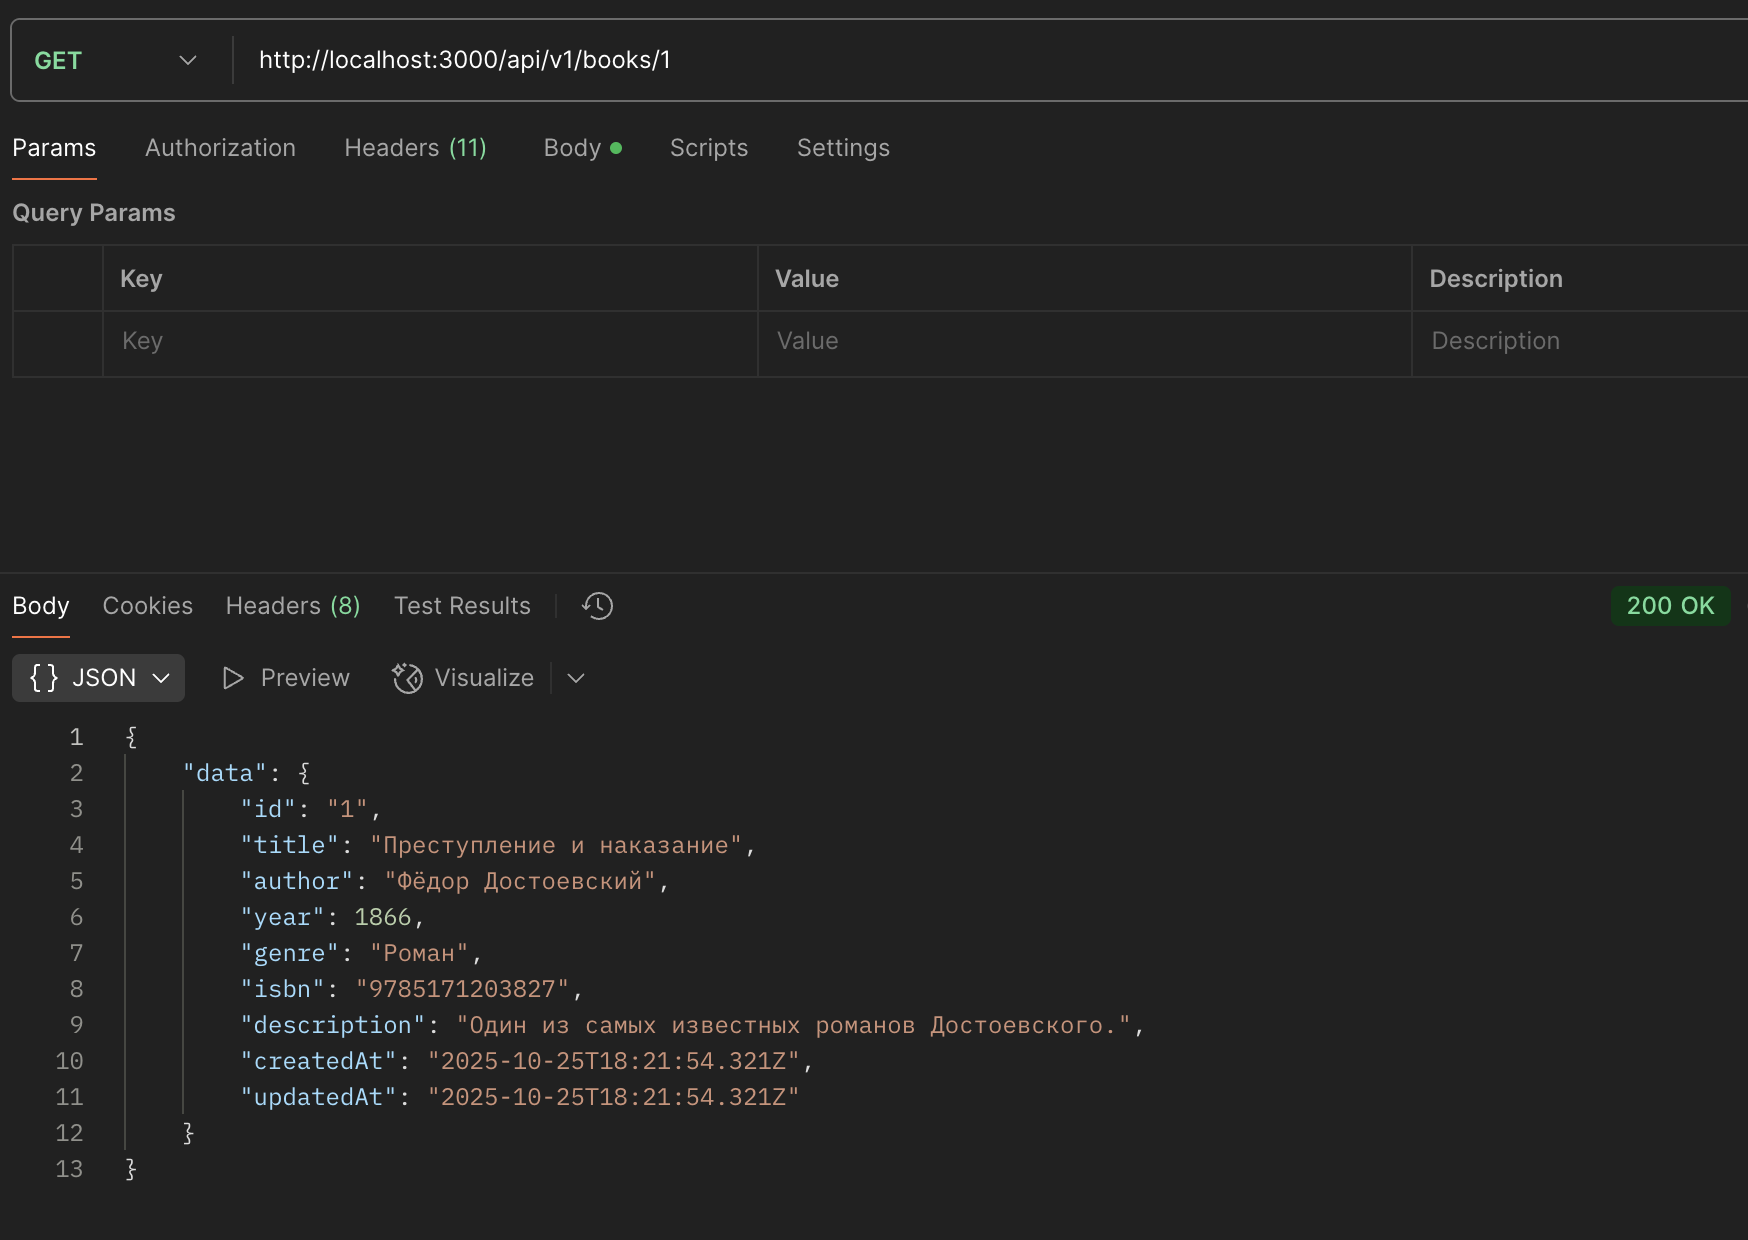 GET http://localhost:3000/api/v1/books/1
Params Authorization Headers (11) Body Scripts Settings
Query Params
Key Value Description
Key Value Description
Body Cookies Headers (8) Test Results 200 OK
{ } JSON Preview Visualize
1 {
2 "data": {
3 "id": "1",
4 "title": "Преступление и наказание",
5 "author": "Фёдор Достоевский",
6 "year": 1866,
7 "genre": "Роман",
8 "isbn": "9785171203827",
9 "description": "Один из самых известных романов Достоевского.",
10 "createdAt": "2025-10-25T18:21:54.321Z",
11 "updatedAt": "2025-10-25T18:21:54.321Z"
12 }
13 }